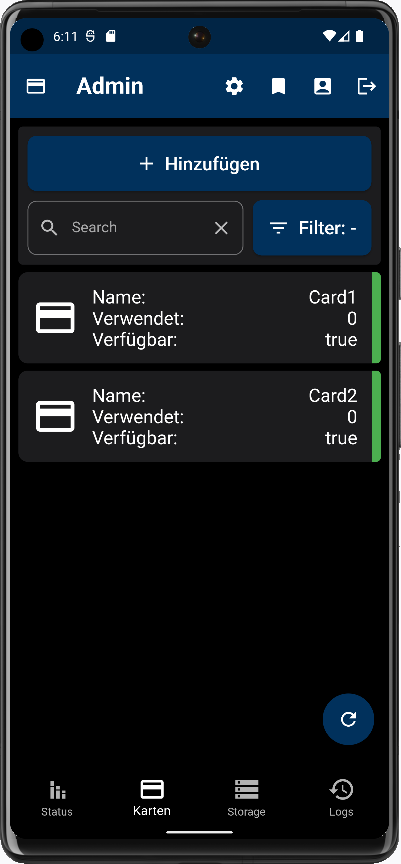 6:11
Admin
+ Hinzufügen
Search
Filter: -
Name: Card1
Verwendet: 0
Verfügbar: true
Name: Card2
Verwendet: 0
Verfügbar: true
Status Karten Storage Logs